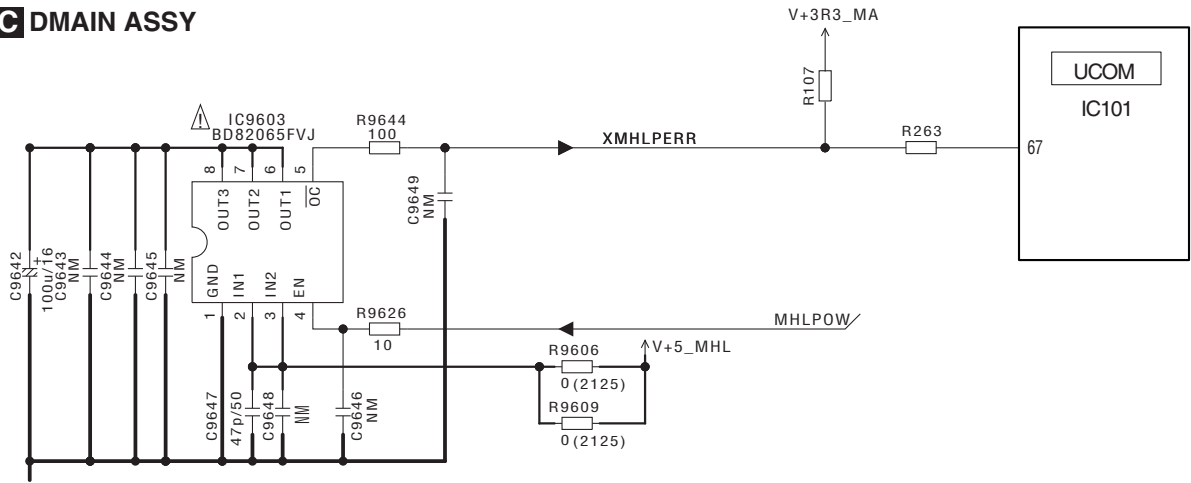 C DMAIN ASSY
V+3R3_MA
R107
UCOM
IC101
R263
67
IC9603
BD82065FVJ
R9644
100
XMHLPERR
8
7
6
5
OUT3
OUT2
OUT1
OC
C9649
NM
C9642
100u/16
C9643
NM
C9644
NM
C9645
NM
GND
IN1
IN2
EN
1
2
3
4
R9626
10
MHLPOW
V+5_MHL
R9606
0(2125)
R9609
0(2125)
C9647
47p/50
C9648
NM
C9646
NM